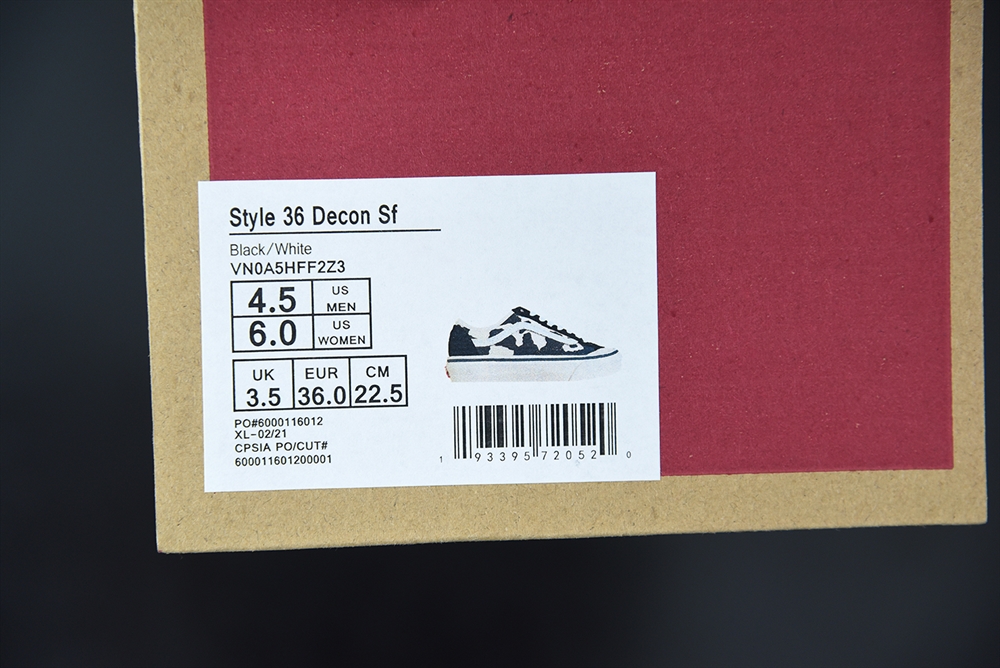 Style 36 Decon Sf
Black/White
VN0A5HFF2Z3
4.5 US MEN
6.0 US WOMEN
UK EUR CM
3.5 36.0 22.5
PO#6000116012
XL-02/21
CPSIA PO/CUT#
600011601200001
1 93395 72052 0